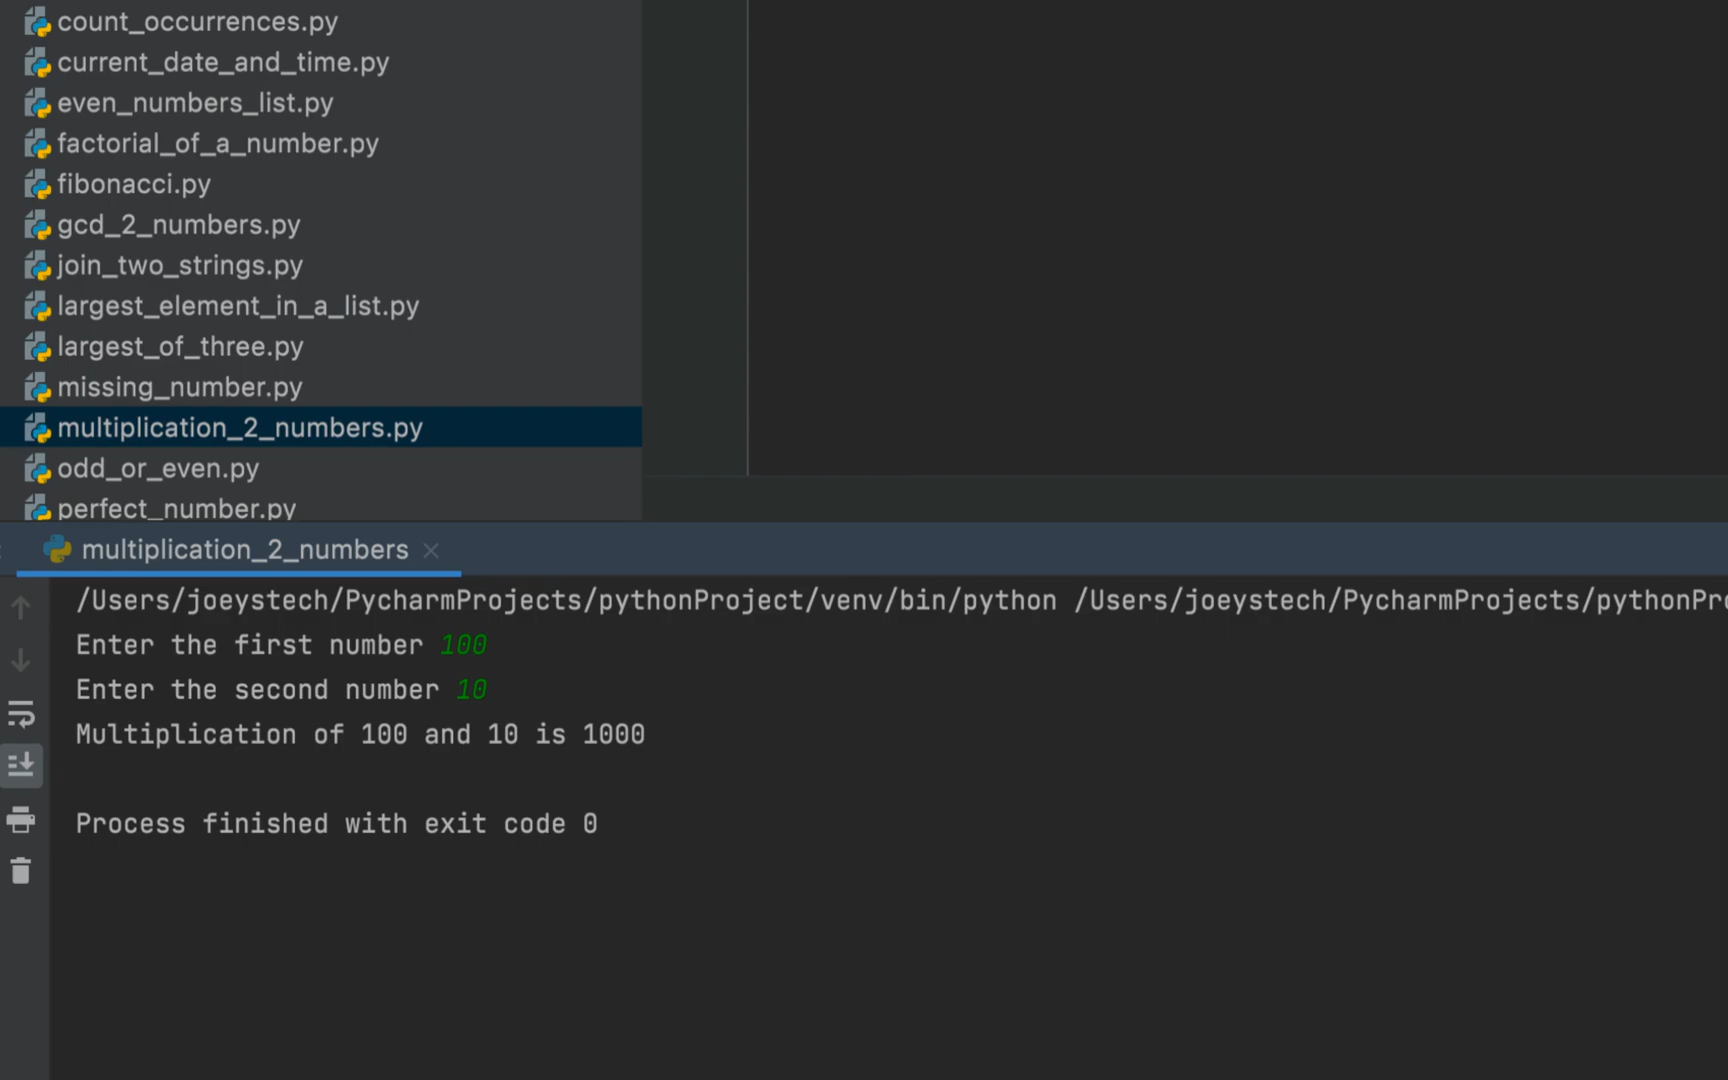 count_occurrences.py
current_date_and_time.py
even_numbers_list.py
factorial_of_a_number.py
fibonacci.py
gcd_2_numbers.py
join_two_strings.py
largest_element_in_a_list.py
largest_of_three.py
missing_number.py
multiplication_2_numbers.py
odd_or_even.py
perfect_number.py
multiplication_2_numbers
/Users/joeystech/PycharmProjects/pythonProject/venv/bin/python /Users/joeystech/PycharmProjects/pythonPro
Enter the first number 100
Enter the second number 10
Multiplication of 100 and 10 is 1000
Process finished with exit code 0